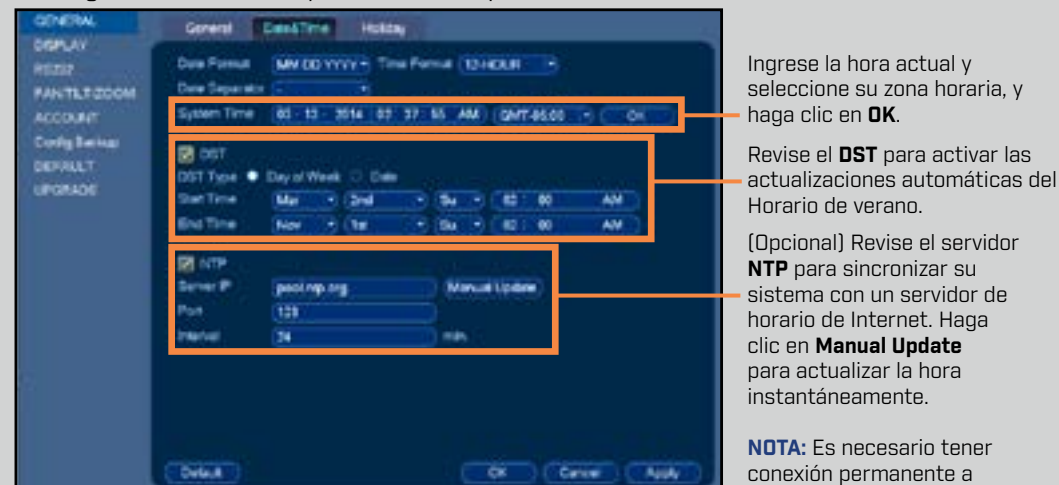 GENERAL
DISPLAY
RS232
PAN/TILT/ZOOM
ACCOUNT
Config Backup
DEFAULT
UPGRADE
General Date&Time Holiday
Date Format MM DD YYYY Time Format 12-HOUR
Date Separator -
System Time 03 - 13 - 2014 03 : 37 : 55 AM GMT-05:00 OK
DST
DST Type Day of Week Date
Start Time Mar 2nd Su 02 : 00 AM
End Time Nov 1st Su 02 : 00 AM
NTP
Server IP pool.ntp.org Manual Update
Port 123
Interval 24 min.
Default OK Cancel Apply
Ingrese la hora actual y
seleccione su zona horaria, y
haga clic en OK.
Revise el DST para activar las
actualizaciones automáticas del
Horario de verano.
(Opcional) Revise el servidor
NTP para sincronizar su
sistema con un servidor de
horario de Internet. Haga
clic en Manual Update
para actualizar la hora
instantáneamente.
NOTA: Es necesario tener
conexión permanente a